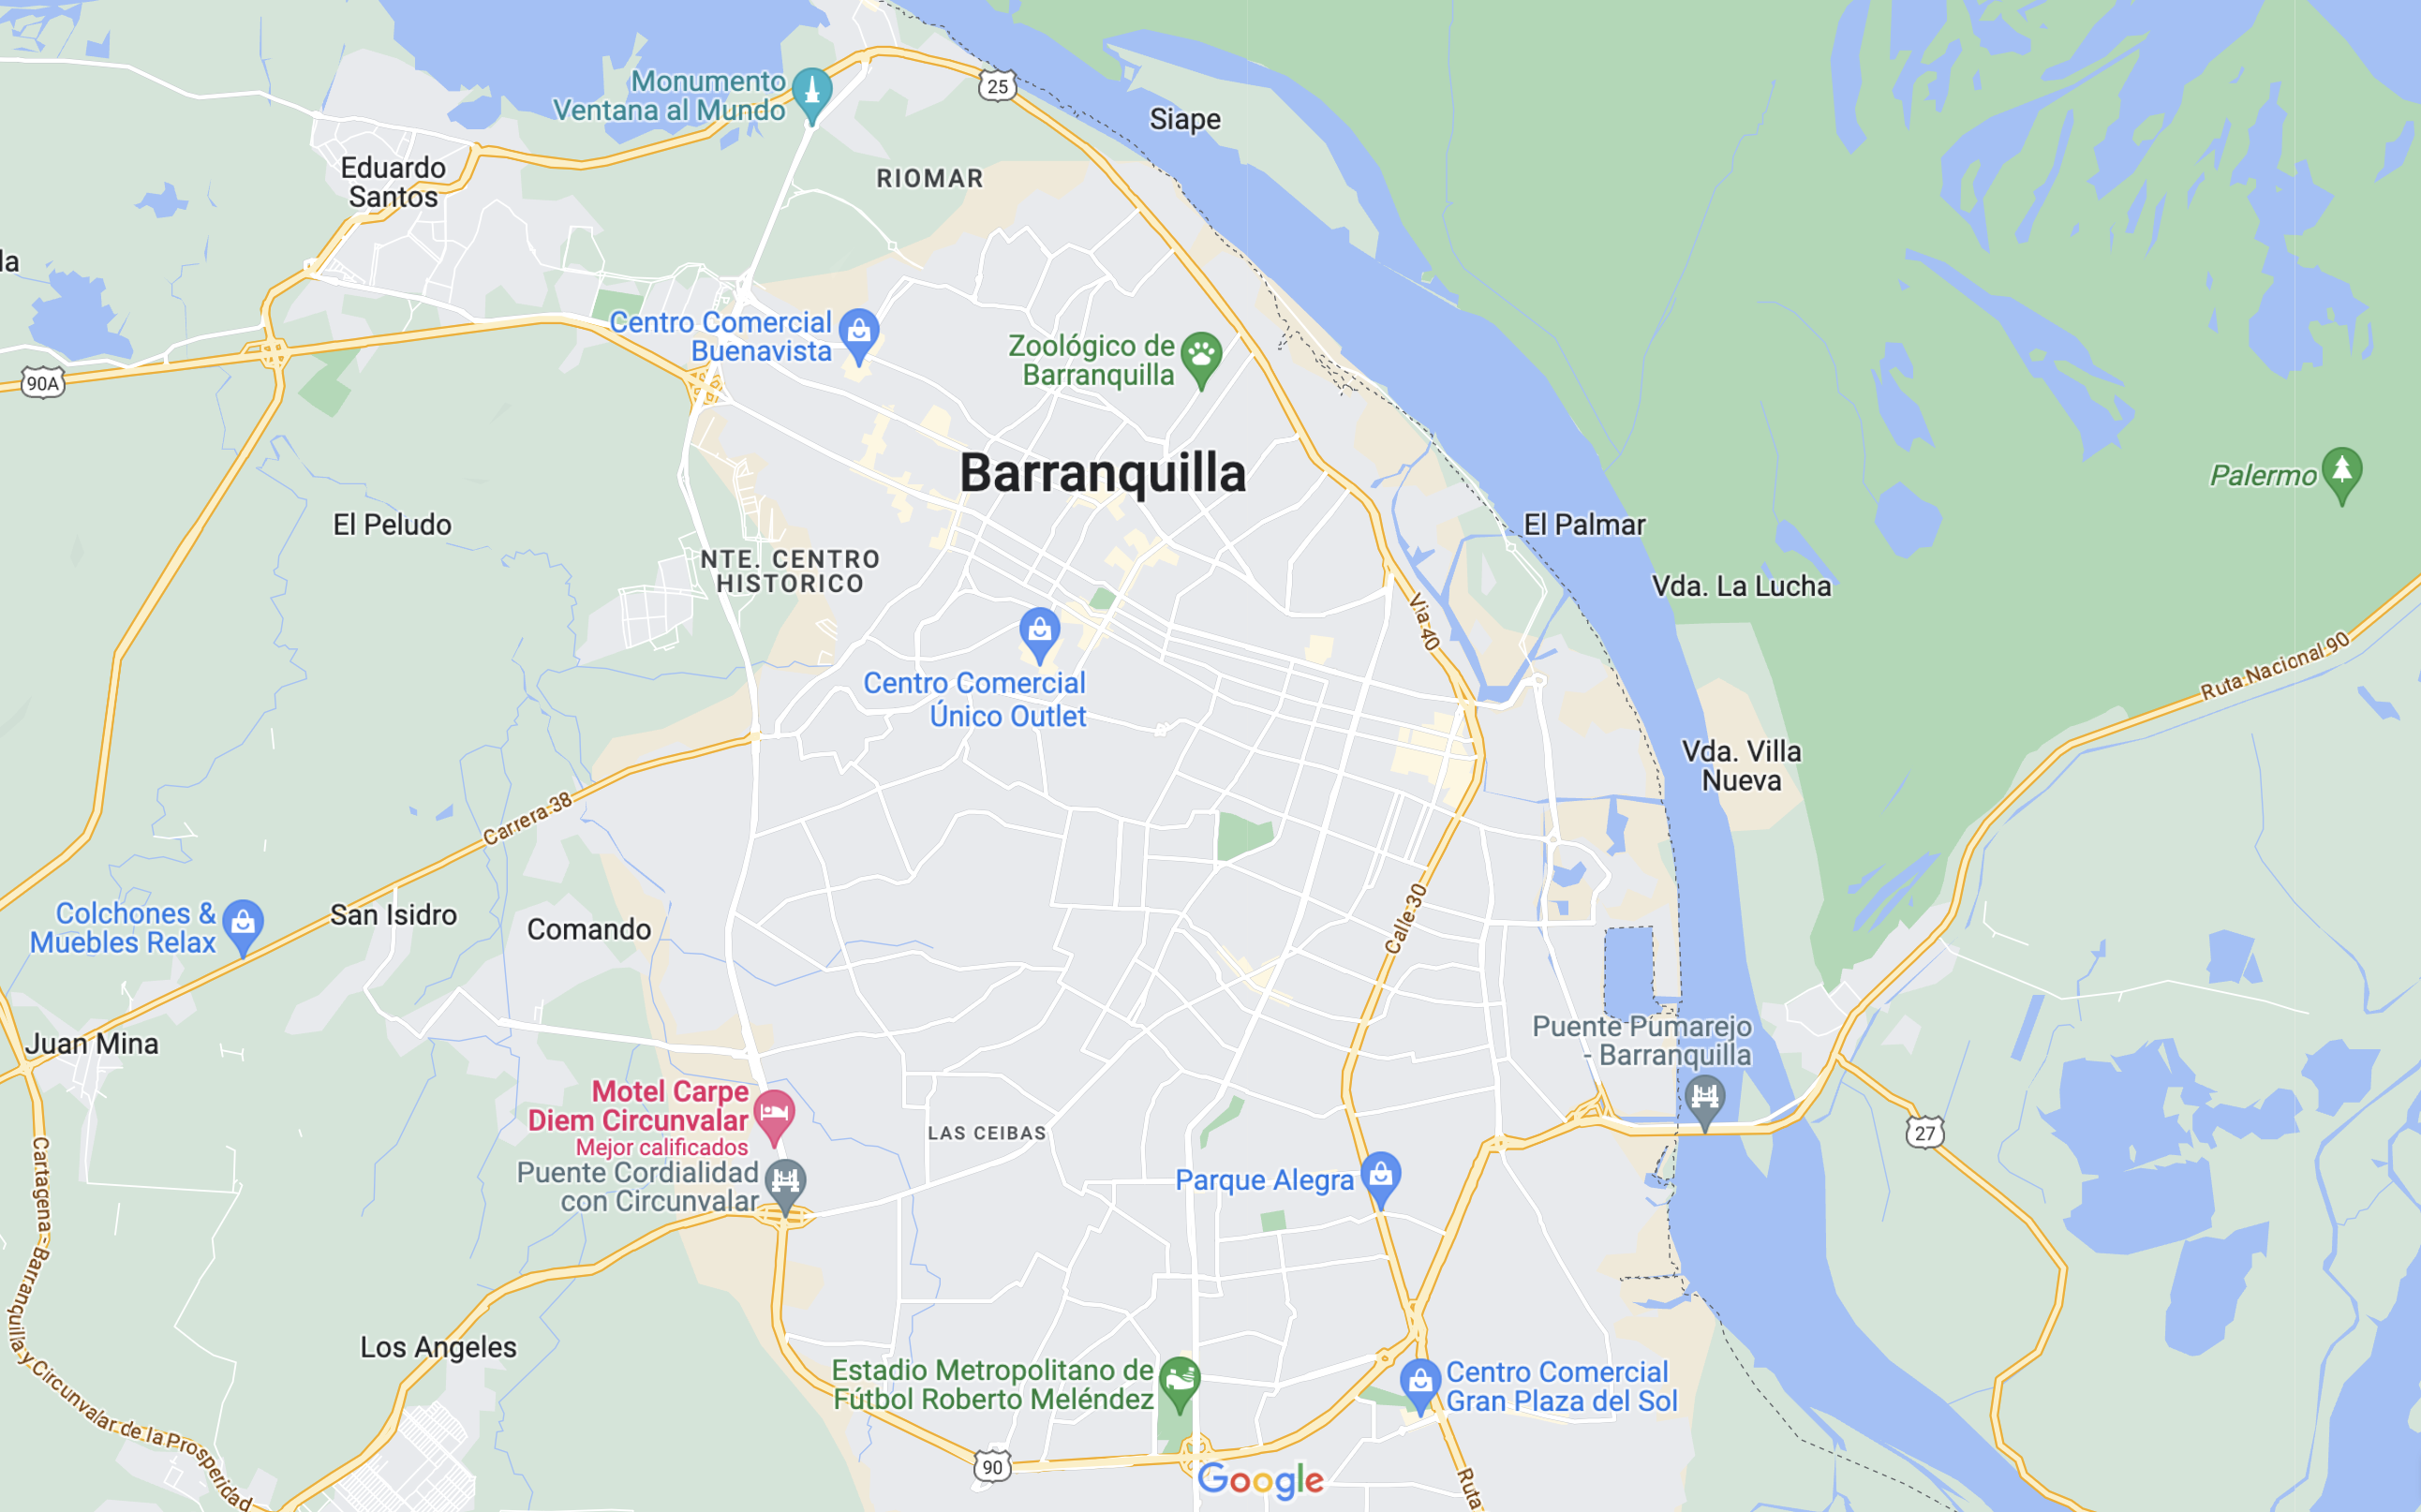 Monumento
Ventana al Mundo
25
Siape
Eduardo
Santos
RIOMAR
la
Centro Comercial
Buenavista
Zoológico de
Barranquilla
90A
Barranquilla
Palermo
El Peludo
El Palmar
NTE. CENTRO
HISTORICO
Vda. La Lucha
Via 40
Ruta Nacional 90
Centro Comercial
Único Outlet
Vda. Villa
Nueva
Carrera 38
Colchones &
Muebles Relax
San Isidro
Comando
Calle 30
Juan Mina
Puente Pumarejo
- Barranquilla
Motel Carpe
Diem Circunvalar
Mejor calificados
LAS CEIBAS
27
Puente Cordialidad
con Circunvalar
Parque Alegra
Cartagena - Barranquilla y Circunvalar de la Prosperidad
Los Angeles
Estadio Metropolitano de
Fútbol Roberto Meléndez
Centro Comercial
Gran Plaza del Sol
90
Google
Ruta